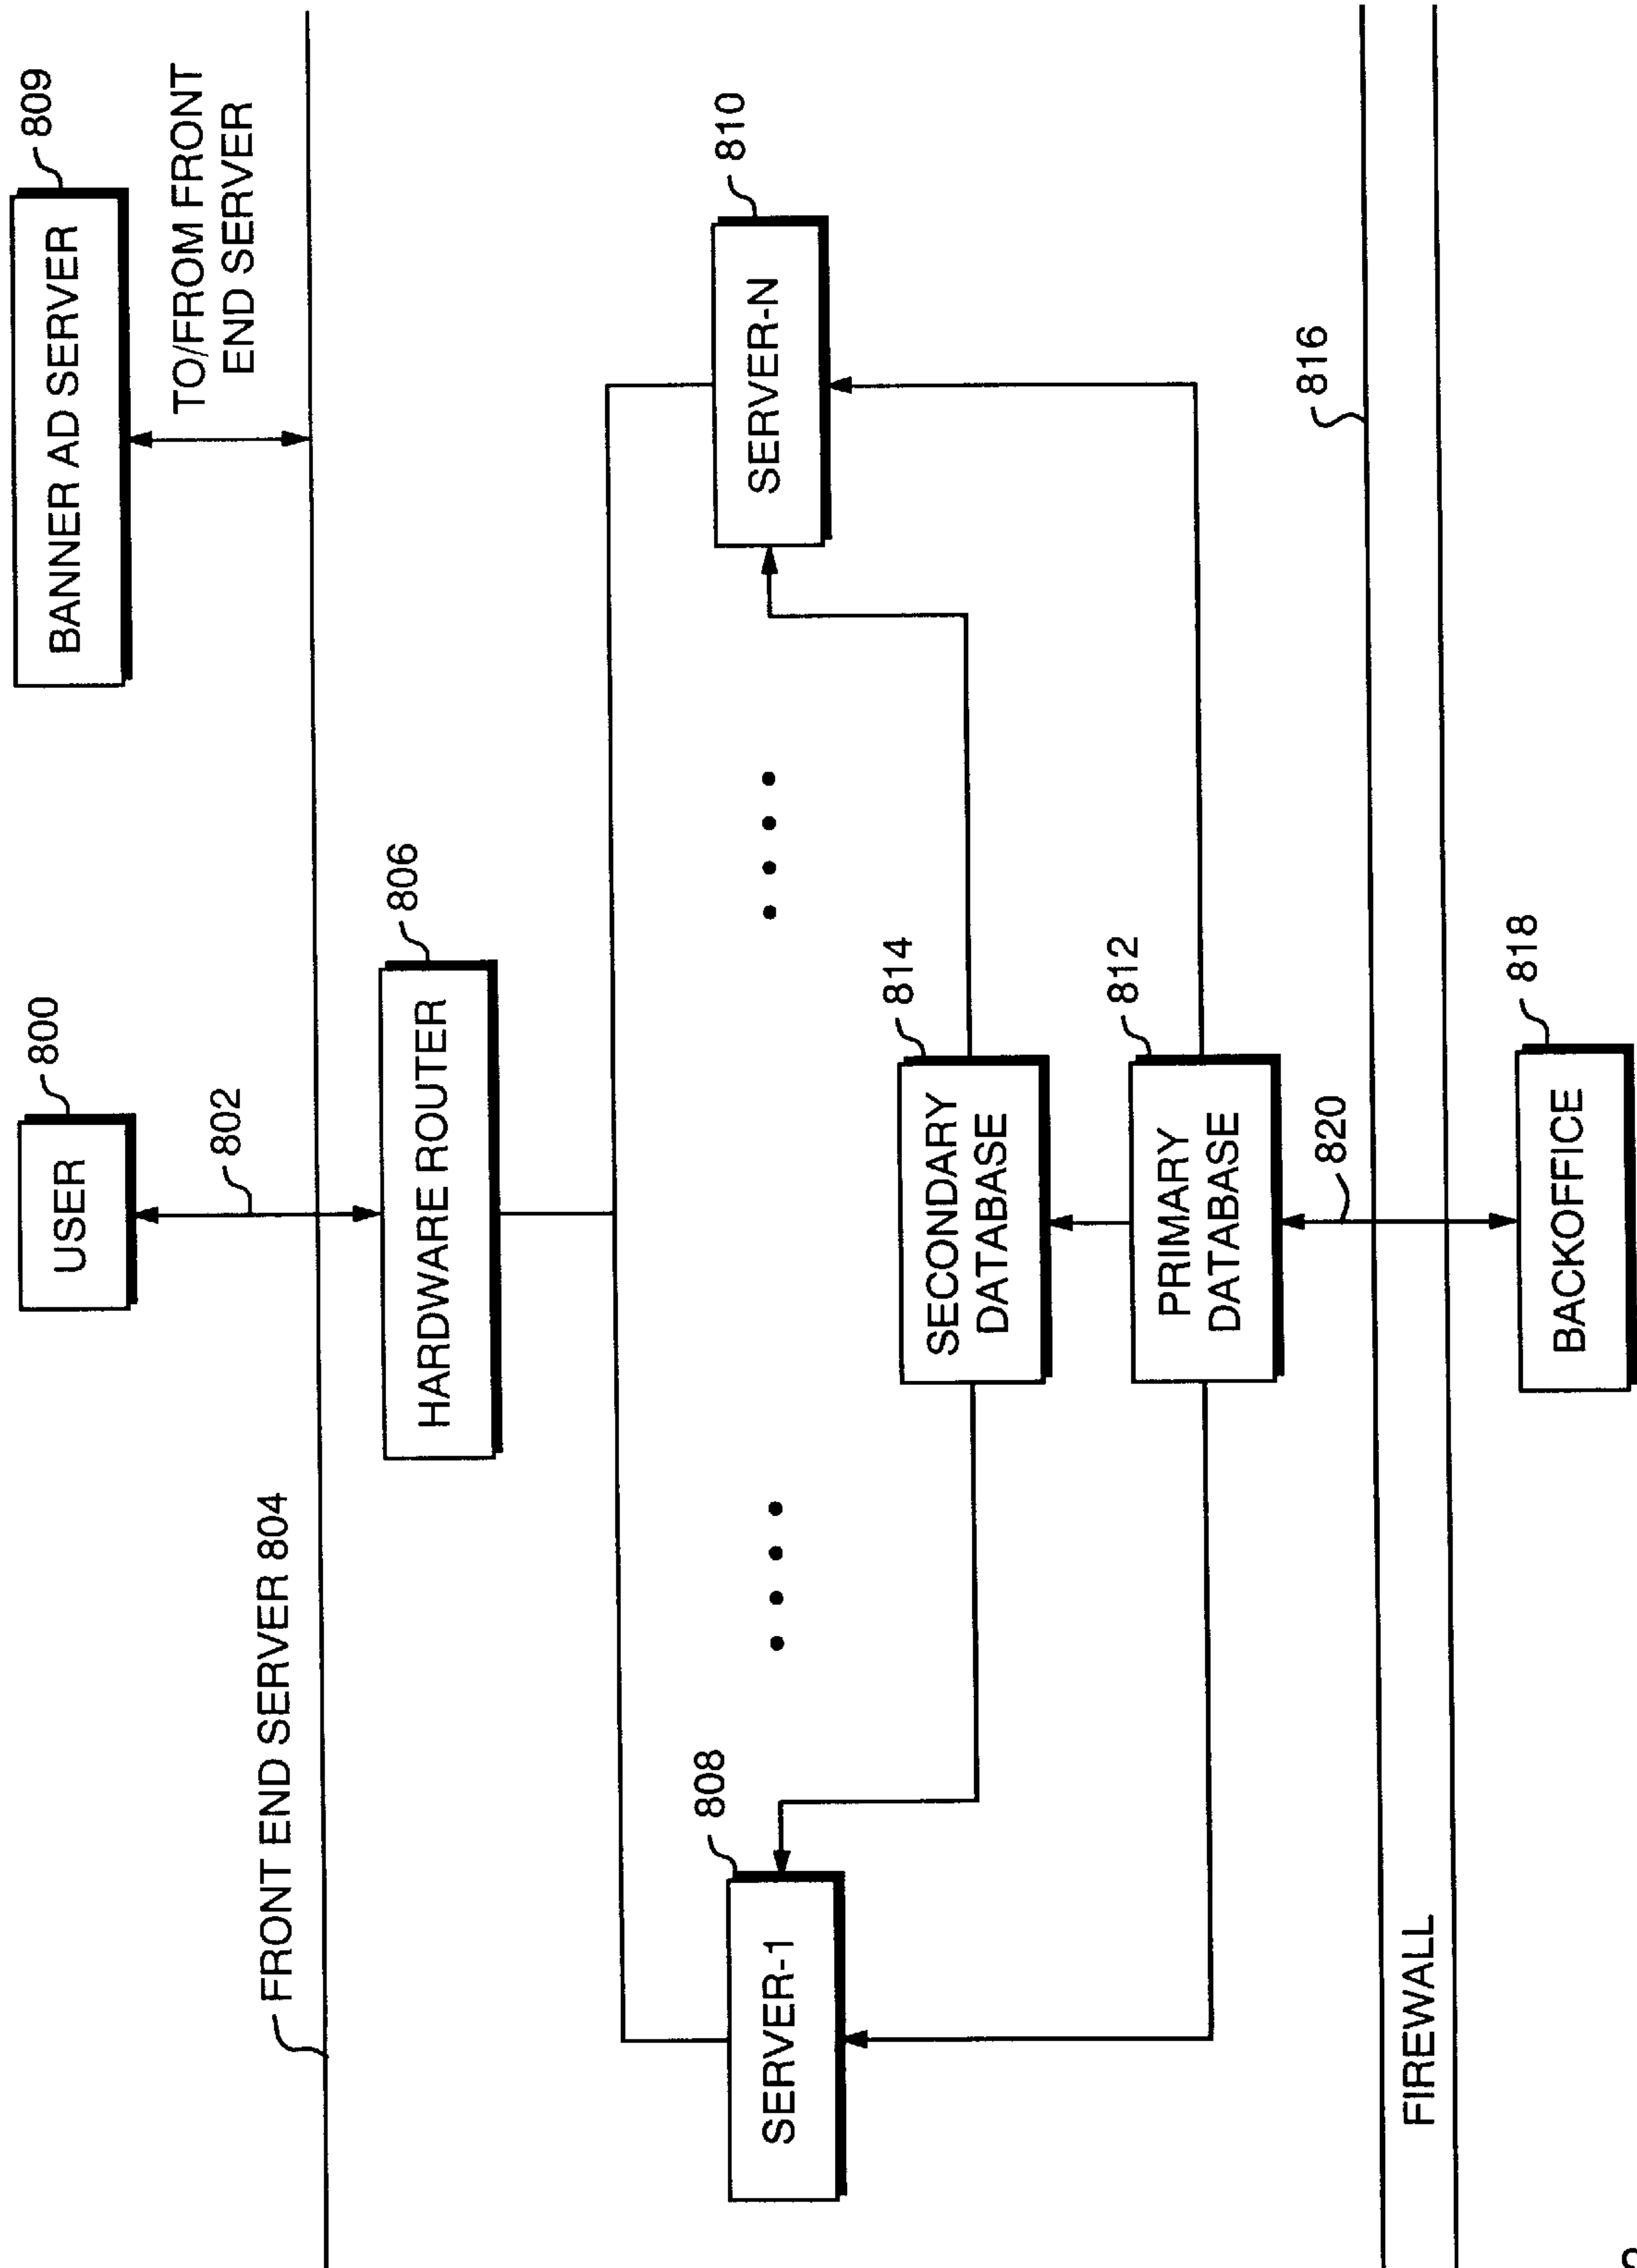 USER
800
BANNER AD SERVER
809
802
TO/FROM FRONT
END SERVER
FRONT END SERVER 804
HARDWARE ROUTER
806
SERVER-1
808
SERVER-N
810
SECONDARY
DATABASE
814
PRIMARY
DATABASE
812
820
816
FIREWALL
BACKOFFICE
818